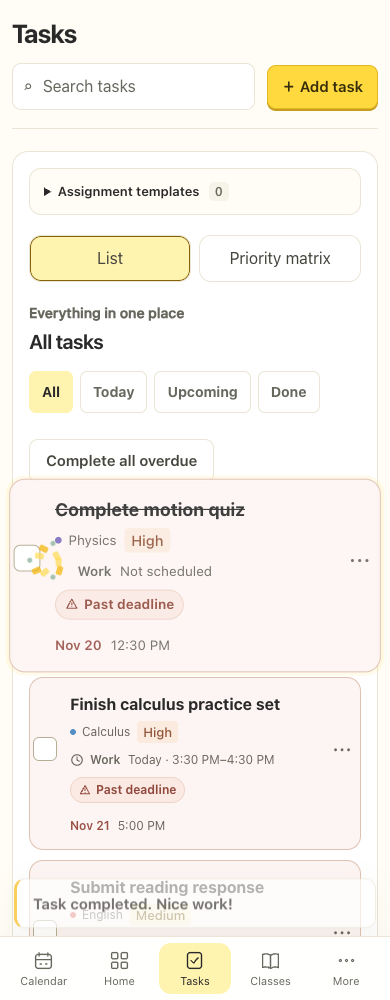 Tasks
Search tasks
+ Add task
Assignment templates 0
List
Priority matrix
Everything in one place
All tasks
All
Today
Upcoming
Done
Complete all overdue
Complete motion quiz
Physics High
Work Not scheduled
Past deadline
Nov 20 12:30 PM
Finish calculus practice set
Calculus High
Work Today · 3:30 PM–4:30 PM
Past deadline
Nov 21 5:00 PM
Submit reading response
Task completed. Nice work!
English Medium
Calendar
Home
Tasks
Classes
More